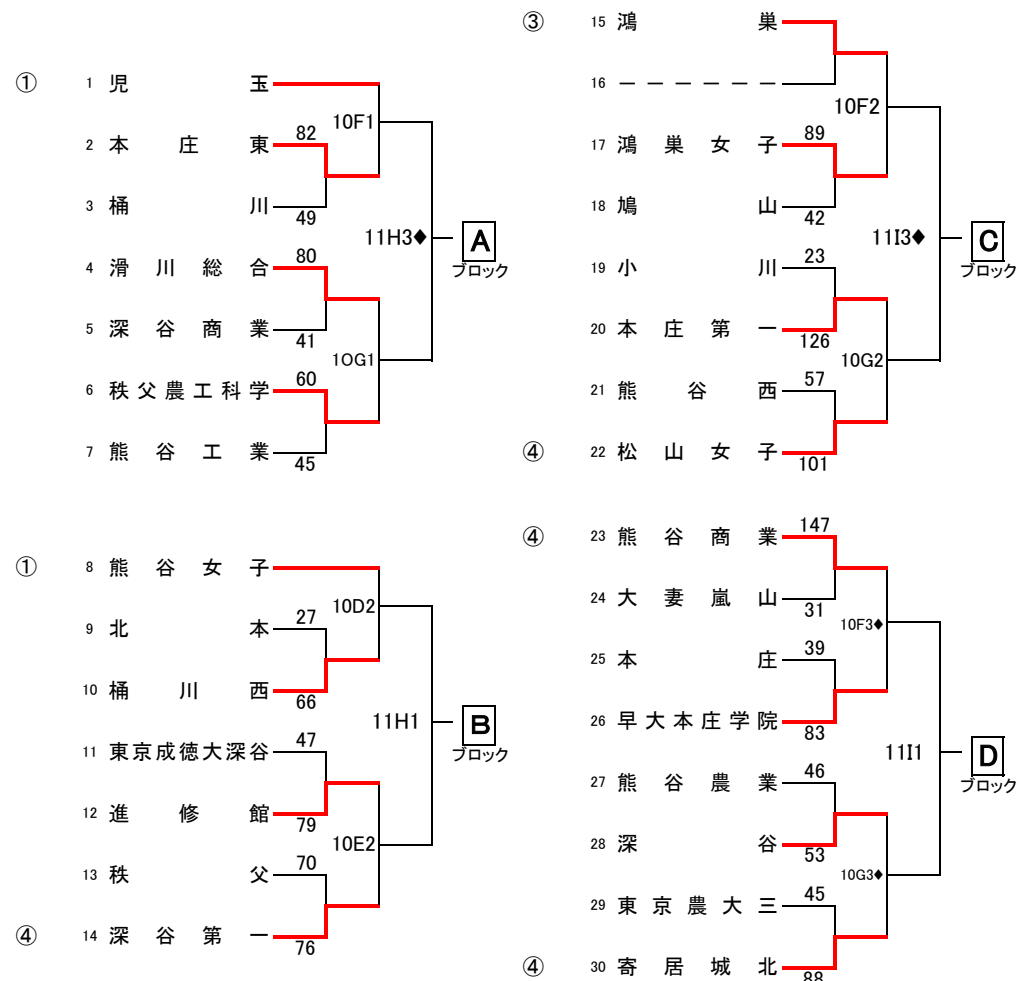 ① 1 児玉
10F1
2 本庄東 82
3 桶川 49
11H3◆ A
ブロック
4 滑川総合 80
5 深谷商業 41
10G1
6 秩父農工科学 60
7 熊谷工業 45
① 8 熊谷女子
10D2
9 北本 27
10 桶川西 66
11H1 B
ブロック
11 東京成徳大深谷 47
12 進修館 79
10E2
13 秩父 70
④ 14 深谷第一 76
③ 15 鴻巣
16 ------
10F2
17 鴻巣女子 89
18 鳩山 42
11I3◆ C
ブロック
19 小川 23
20 本庄第一 126
10G2
21 熊谷西 57
④ 22 松山女子 101
④ 23 熊谷商業 147
24 大妻嵐山 31
10F3◆
25 本庄 39
26 早大本庄学院 83
11I1 D
ブロック
27 熊谷農業 46
28 深谷 53
10G3◆
29 東京農大三 45
④ 30 寄居城北 88